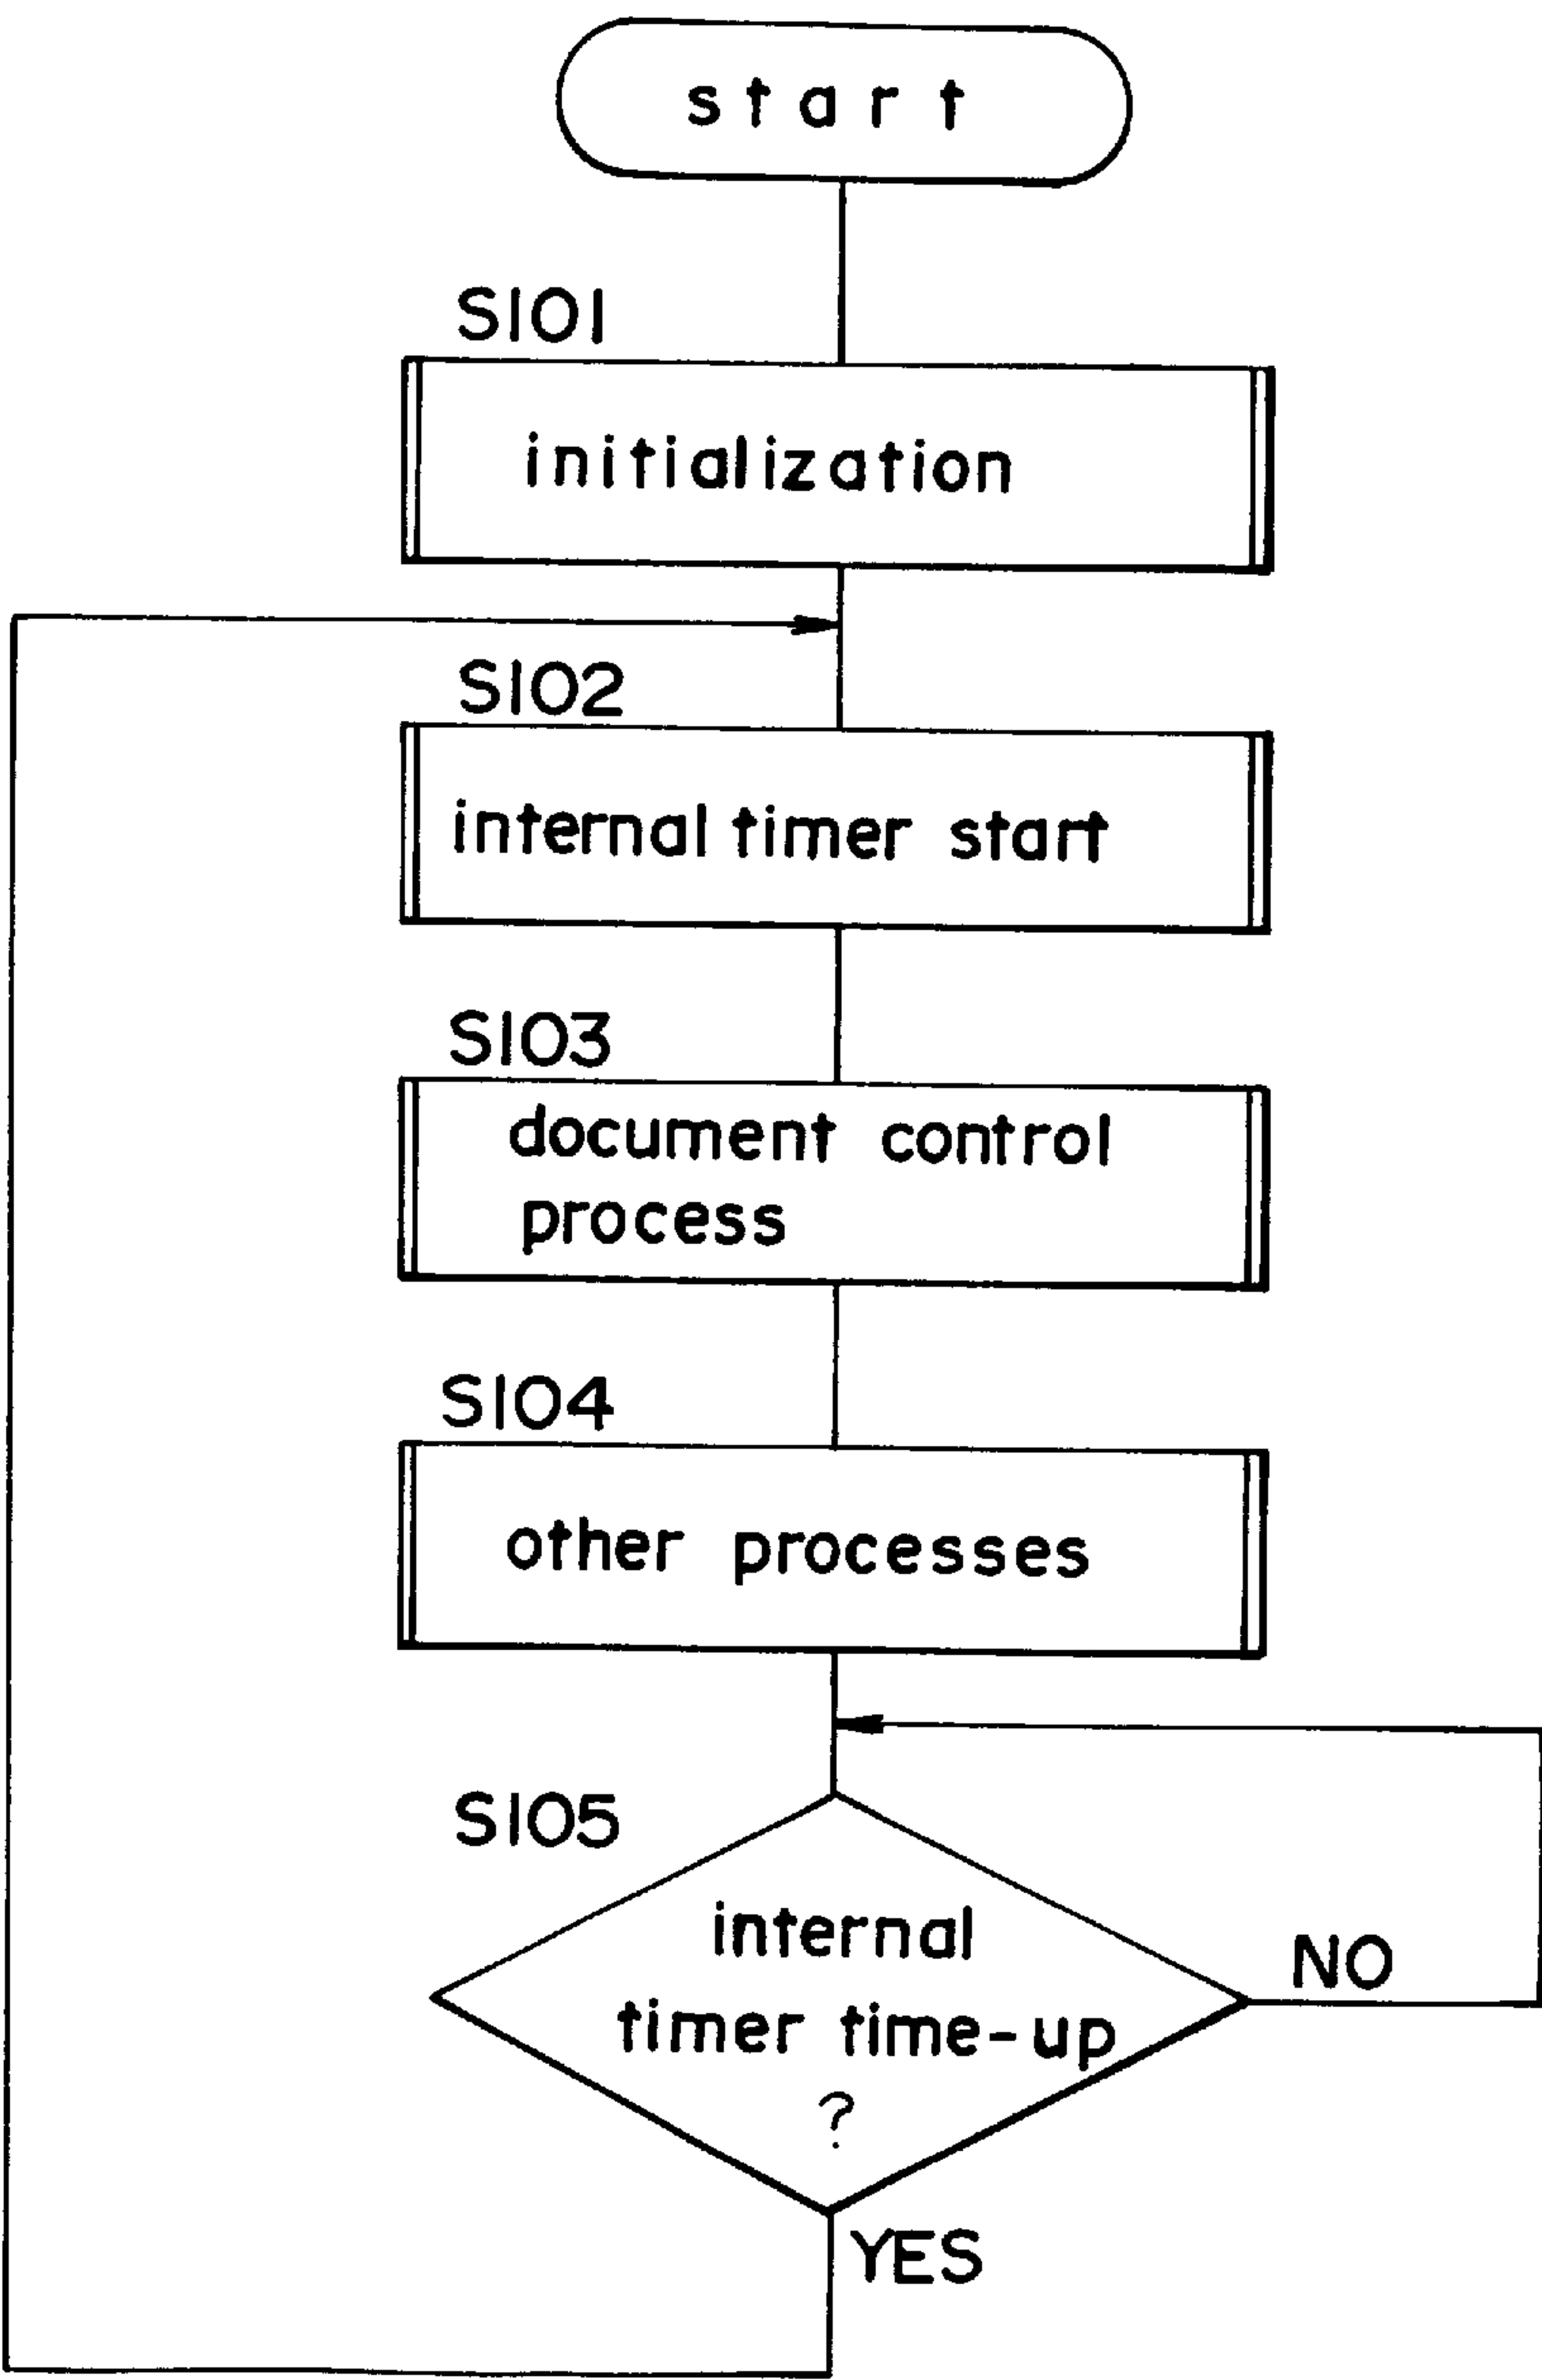 start
S101
initialization
S102
internal timer start
S103
document control
process
S104
other processes
S105
internal
timer time-up
?
NO
YES